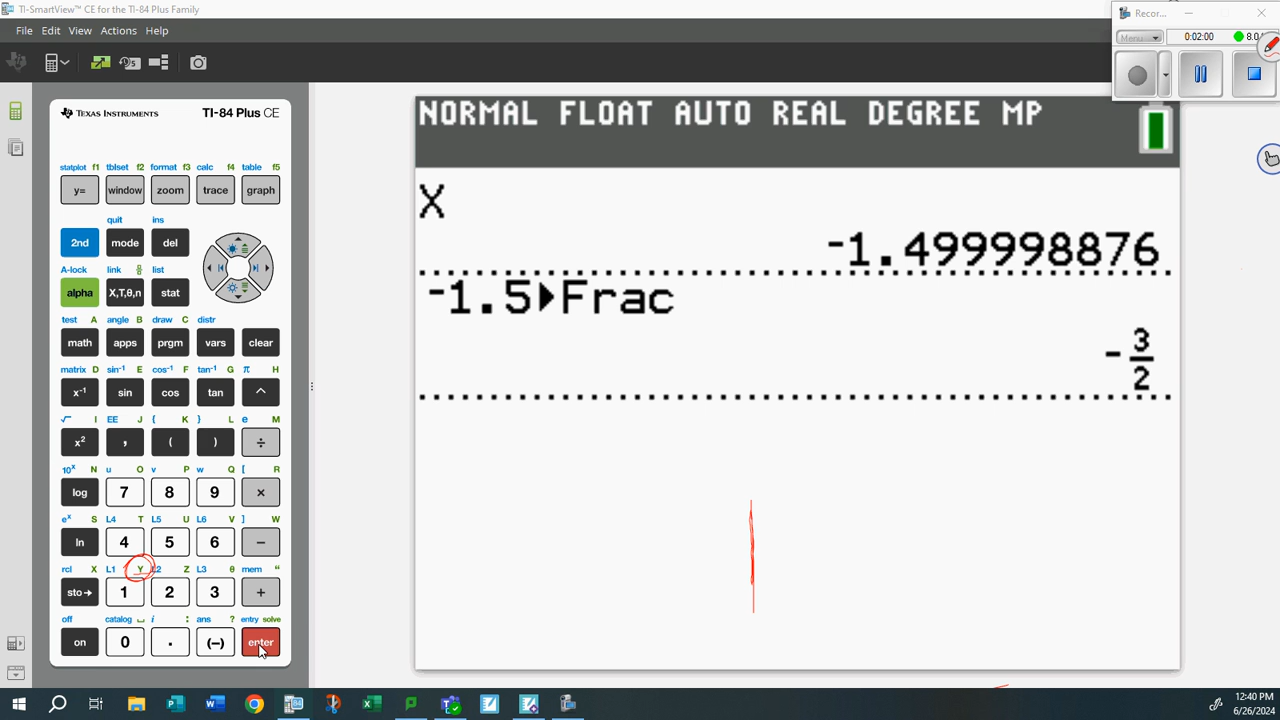 TI-SmartView™ CE for the TI-84 Plus Family
File Edit View Actions Help
Recor...
Menu
0:02:00
8.0
TEXAS INSTRUMENTS TI-84 Plus CE
statplot f1 tblset f2 format f3 calc f4 table f5
y= window zoom trace graph
quit ins
2nd mode del
A-lock link list
alpha X,T,θ,n stat
test A angle B draw C distr
math apps prgm vars clear
matrix D sin⁻¹ E cos⁻¹ F tan⁻¹ G π H
x⁻¹ sin cos tan ^
√ I EE J { K } L e M
x² , ( ) ÷
10ˣ N u O v P w Q [ R
log 7 8 9 ×
eˣ S L4 T L5 U L6 V ] W
ln 4 5 6 −
rcl X L1 Y L2 Z L3 θ mem "
sto→ 1 2 3 +
off catalog ␣ i : ans ? entry solve
on 0 . (−) enter
NORMAL FLOAT AUTO REAL DEGREE MP
X
-1.499998876
-1.5▶Frac
-3/2
12:40 PM
6/26/2024